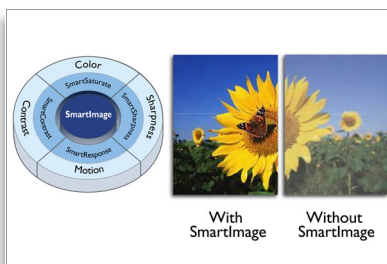 Color
SmartSaturate
Contrast
SmartContrast
SmartImage
SmartSharpness
Sharpness
SmartResponse
Motion
With
SmartImage
Without
SmartImage